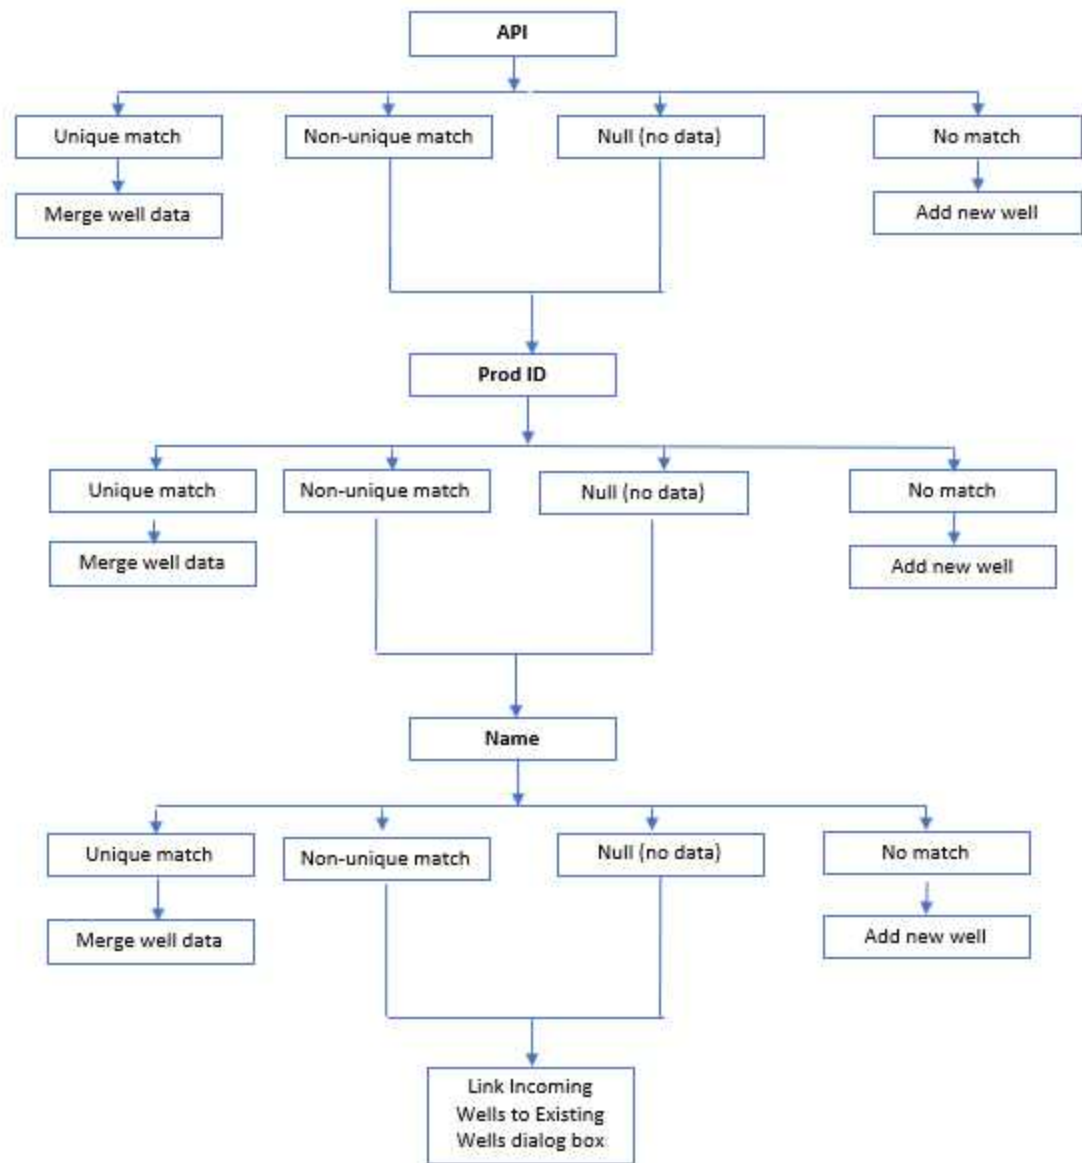 API
Unique match
Non-unique match
Null (no data)
No match
Merge well data
Add new well
Prod ID
Unique match
Non-unique match
Null (no data)
No match
Merge well data
Add new well
Name
Unique match
Non-unique match
Null (no data)
No match
Merge well data
Add new well
Link Incoming
Wells to Existing
Wells dialog box